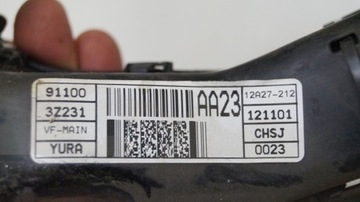 91100
3Z231
VF-MAIN
YURA
AA23
12A27-212
121101
CHSJ
0023